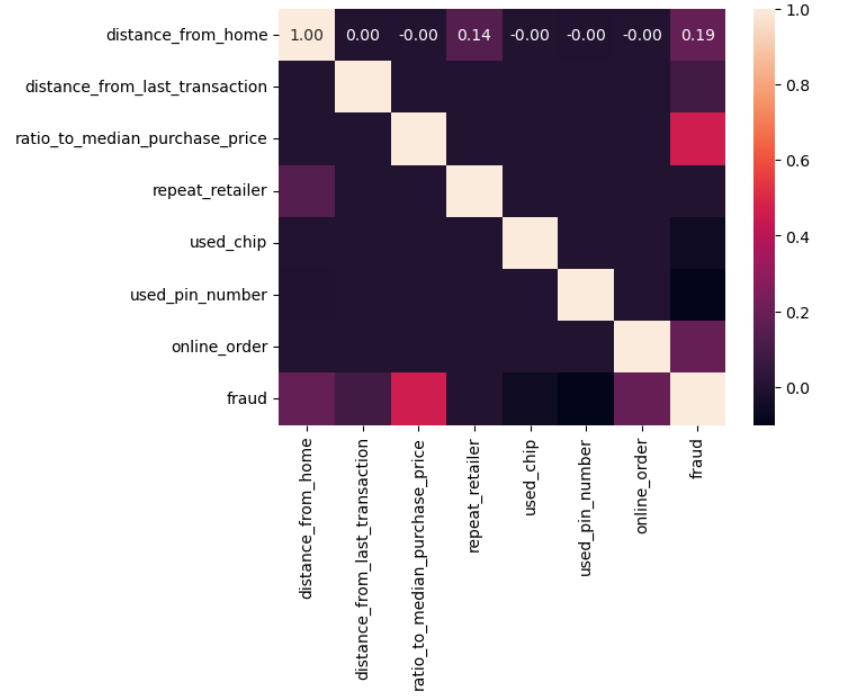 distance_from_home 1.00 0.00 -0.00 0.14 -0.00 -0.00 -0.00 0.19
distance_from_last_transaction
ratio_to_median_purchase_price
repeat_retailer
used_chip
used_pin_number
online_order
fraud
distance_from_home
distance_from_last_transaction
ratio_to_median_purchase_price
repeat_retailer
used_chip
used_pin_number
online_order
fraud
1.0
0.8
0.6
0.4
0.2
0.0